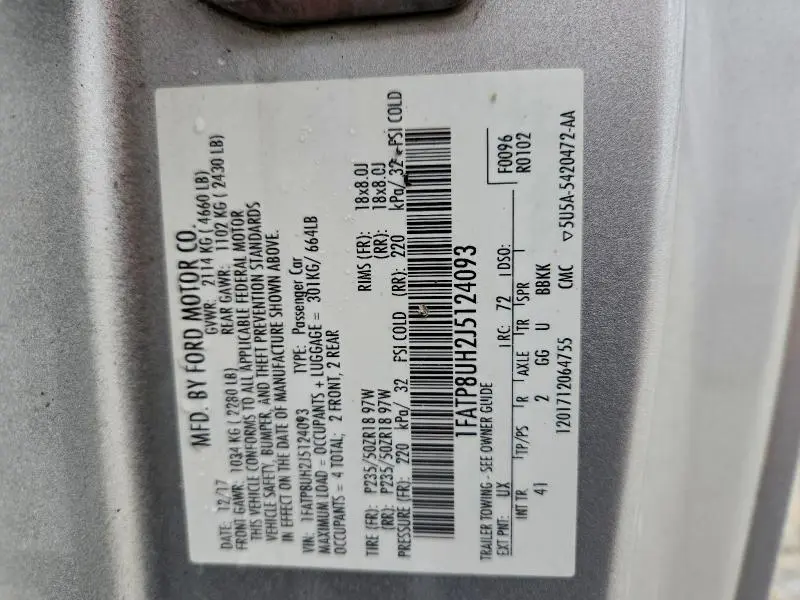 MFD. BY FORD MOTOR CO.
DATE: 12/17 GVWR: 2114 KG ( 4660 LB)
FRONT GAWR: 1034 KG ( 2280 LB) REAR GAWR: 1102 KG ( 2430 LB)
THIS VEHICLE CONFORMS TO ALL APPLICABLE FEDERAL MOTOR
VEHICLE SAFETY, BUMPER, AND THEFT PREVENTION STANDARDS
IN EFFECT ON THE DATE OF MANUFACTURE SHOWN ABOVE.
VIN: 1FATP8UH2J5124093 TYPE: Passenger Car
MAXIMUM LOAD = OCCUPANTS + LUGGAGE = 301KG/ 664LB
OCCUPANTS = 4 TOTAL; 2 FRONT, 2 REAR
TIRE (FR): P235/50ZR18 97W RIMS (FR): 18x8.0J
(RR): P235/50ZR18 97W (RR): 18x8.0J
PRESSURE (FR): 220 kPa/ 32 PSI COLD (RR): 220 kPa/ 32 PSI COLD
1FATP8UH2J5124093
TRAILER TOWING - SEE OWNER GUIDE F0096
EXT PNT: UX RC: 72 DSO: R0102
INT TR TP/PS R AXLE TR SPR
41 2 GG U BBKK
1201712064755 CMC ▽5U5A-5420472-AA